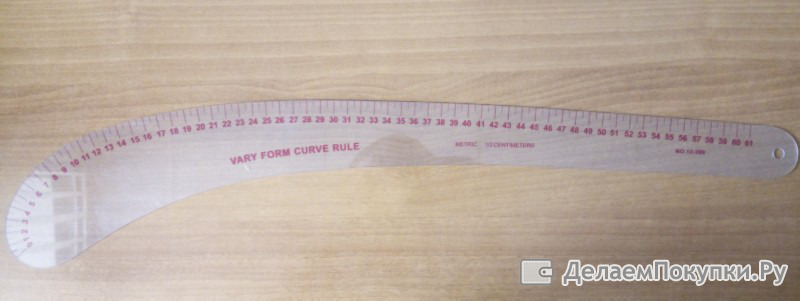 0 1 2 3 4 5 6 7 8 9 10 11 12 13 14 15 16 17 18 19 20 21 22 23 24 25 26 27 28 29 30 31 32 33 34 35 36 37 38 39 40 41 42 43 44 45 46 47 48 49 50 51 52 53 54 55 56 57 58 59 60 61
VARY FORM CURVE RULE
METRIC 1/2 CENTIMETERS
ДелаемПокупки.Ру